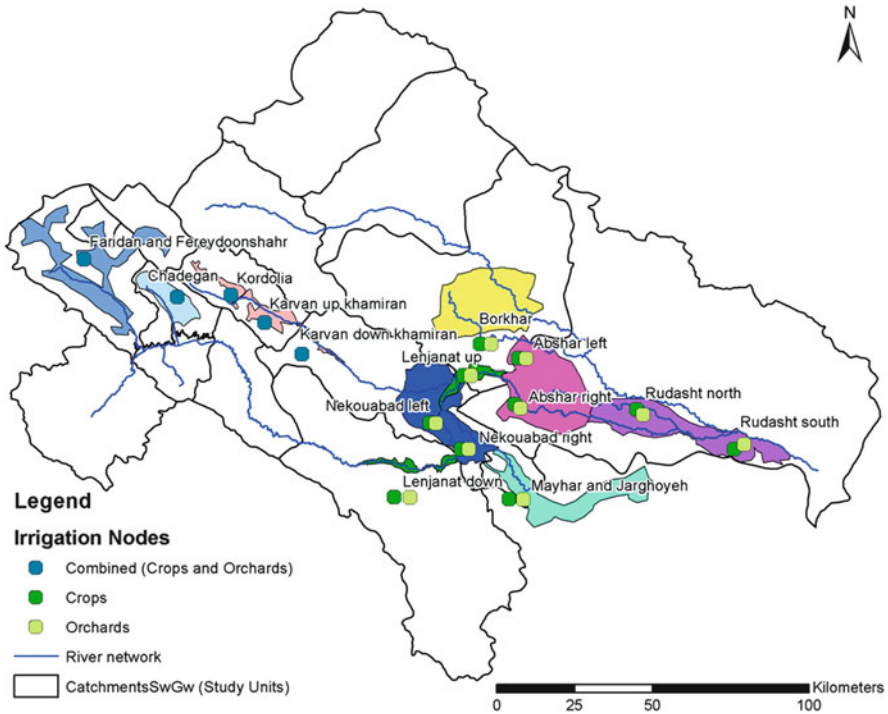 N
Faridan and Fereydoonshahr
Chadegan
Kordolia
Karvan up khamiran
Karvan down khamiran
Borkhar
Lenjanat up
Abshar left
Nekouabad left
Abshar right
Rudasht north
Rudasht south
Nekouabad right
Lenjanat down
Mayhar and Jarghoyeh
Legend
Irrigation Nodes
Combined (Crops and Orchards)
Crops
Orchards
River network
CatchmentsSwGw (Study Units)
Kilometers
0 25 50 100